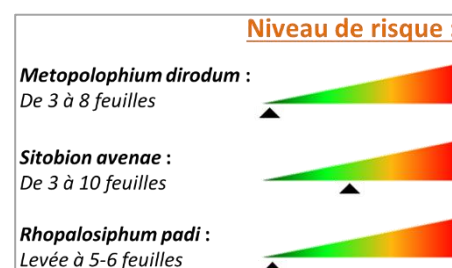 Niveau de risque :
Metopolophium dirodum :
De 3 à 8 feuilles
Sitobion avenae :
De 3 à 10 feuilles
Rhopalosiphum padi :
Levée à 5-6 feuilles